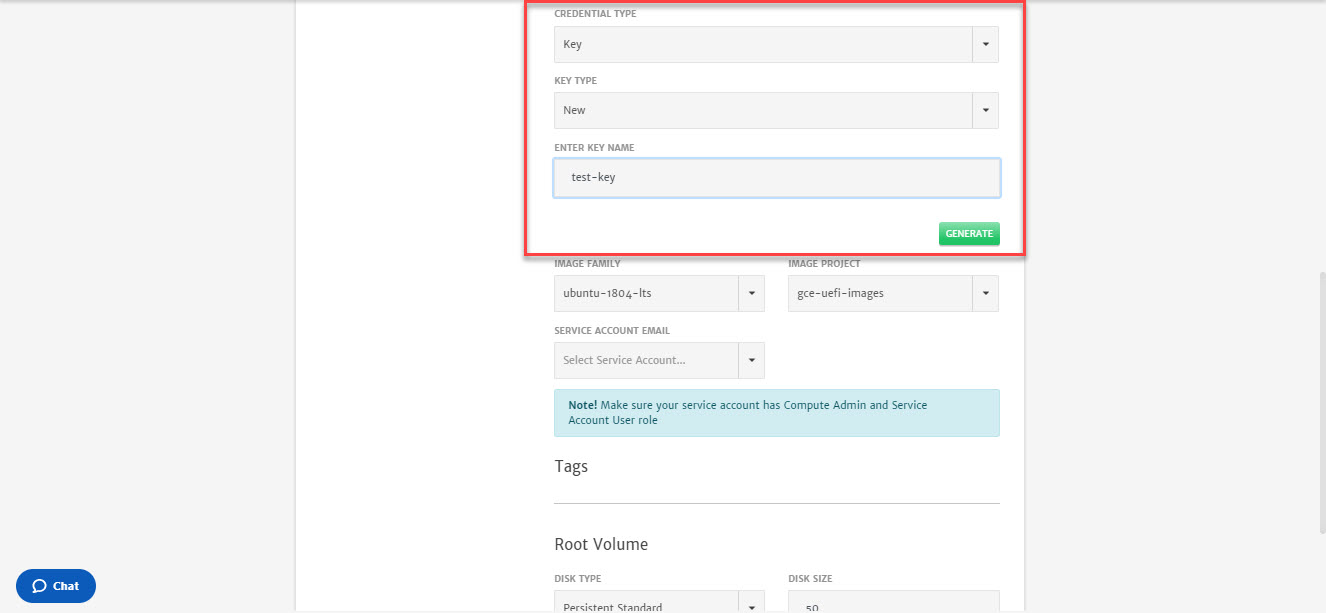 CREDENTIAL TYPE
Key
KEY TYPE
New
ENTER KEY NAME
test-key
GENERATE
IMAGE FAMILY
IMAGE PROJECT
ubuntu-1804-lts
gce-uefi-images
SERVICE ACCOUNT EMAIL
Select Service Account...
Note! Make sure your service account has Compute Admin and Service
Account User role
Tags
Root Volume
DISK TYPE
DISK SIZE
Persistent Standard
50
Chat